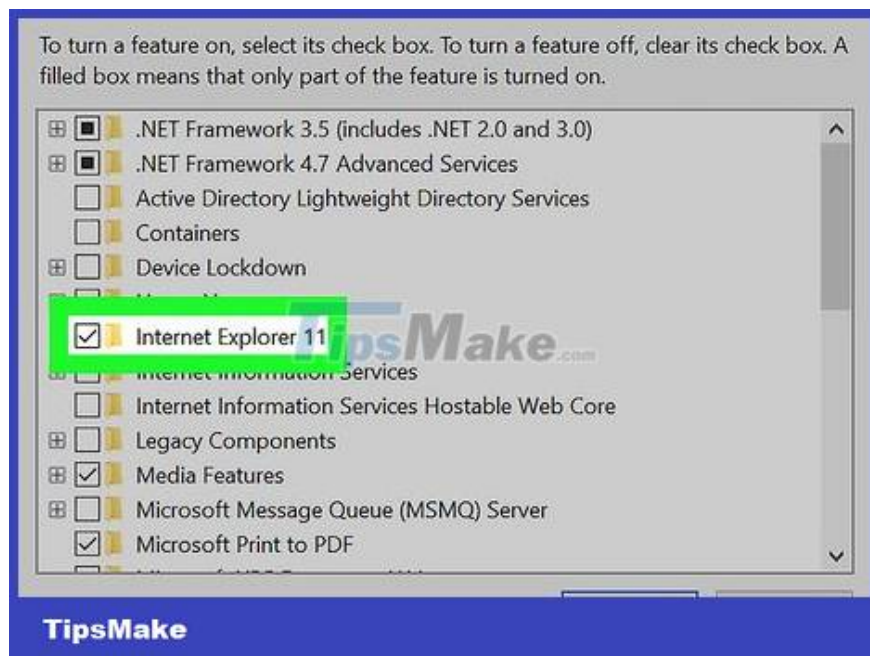 To turn a feature on, select its check box. To turn a feature off, clear its check box. A
filled box means that only part of the feature is turned on.
.NET Framework 3.5 (includes .NET 2.0 and 3.0)
.NET Framework 4.7 Advanced Services
Active Directory Lightweight Directory Services
Containers
Device Lockdown
Internet Explorer 11
TipsMake.com
Internet Information Services
Internet Information Services Hostable Web Core
Legacy Components
Media Features
Microsoft Message Queue (MSMQ) Server
Microsoft Print to PDF
TipsMake